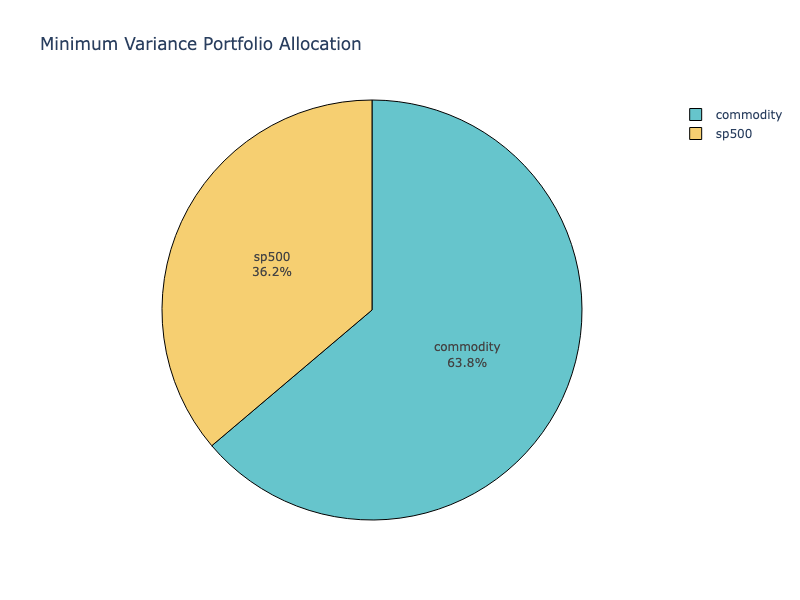 Minimum Variance Portfolio Allocation
commodity
sp500
sp500
36.2%
commodity
63.8%